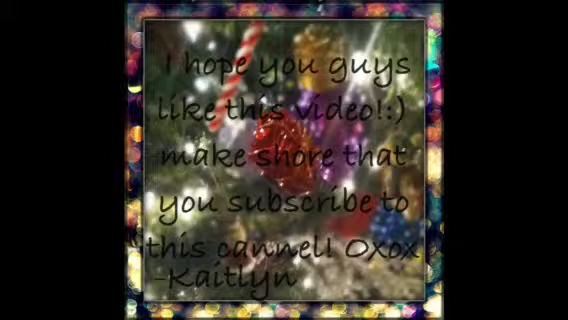 I hope you guys
like this video!:)
make shore that
you subscribe to
this cannel! OXox
-Kaitlyn